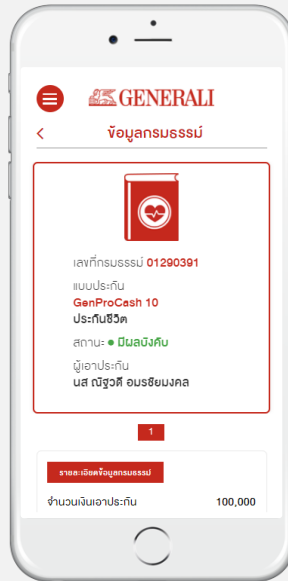 GENERALI
ข้อมูลกรมธรรม์
เลขที่กรมธรรม์ 01290391
แบบประกัน
GenProCash 10
ประกันชีวิต
สถานะ มีผลบังคับ
ผู้เอาประกัน
นส ณัฐวดี อมรชัยมงคล
1
รายละเอียดข้อมูลกรมธรรม์
จำนวนเงินเอาประกัน 100,000